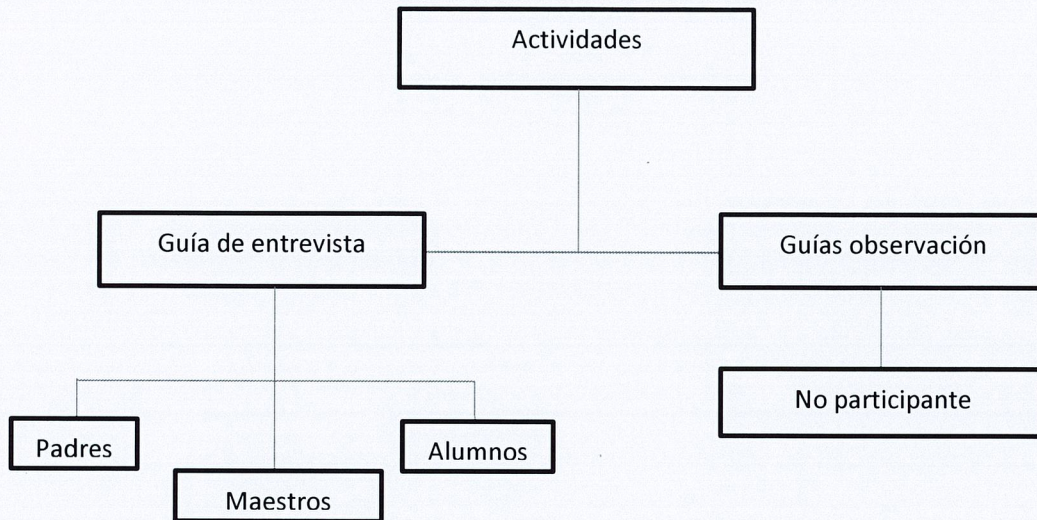 Actividades
Guía de entrevista
Guías observación
No participante
Padres
Alumnos
Maestros